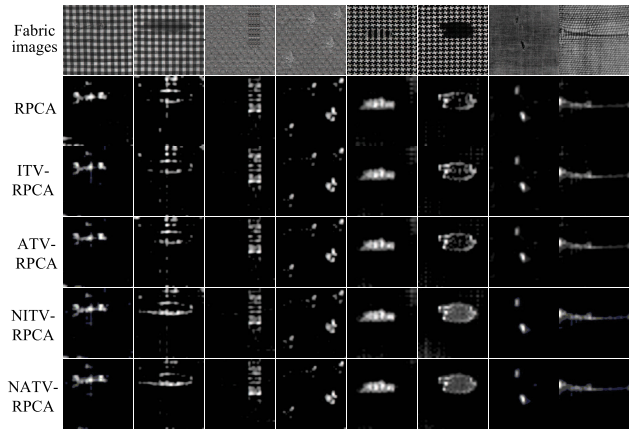 Fabric
images
RPCA
ITV-
RPCA
ATV-
RPCA
NITV-
RPCA
NATV-
RPCA